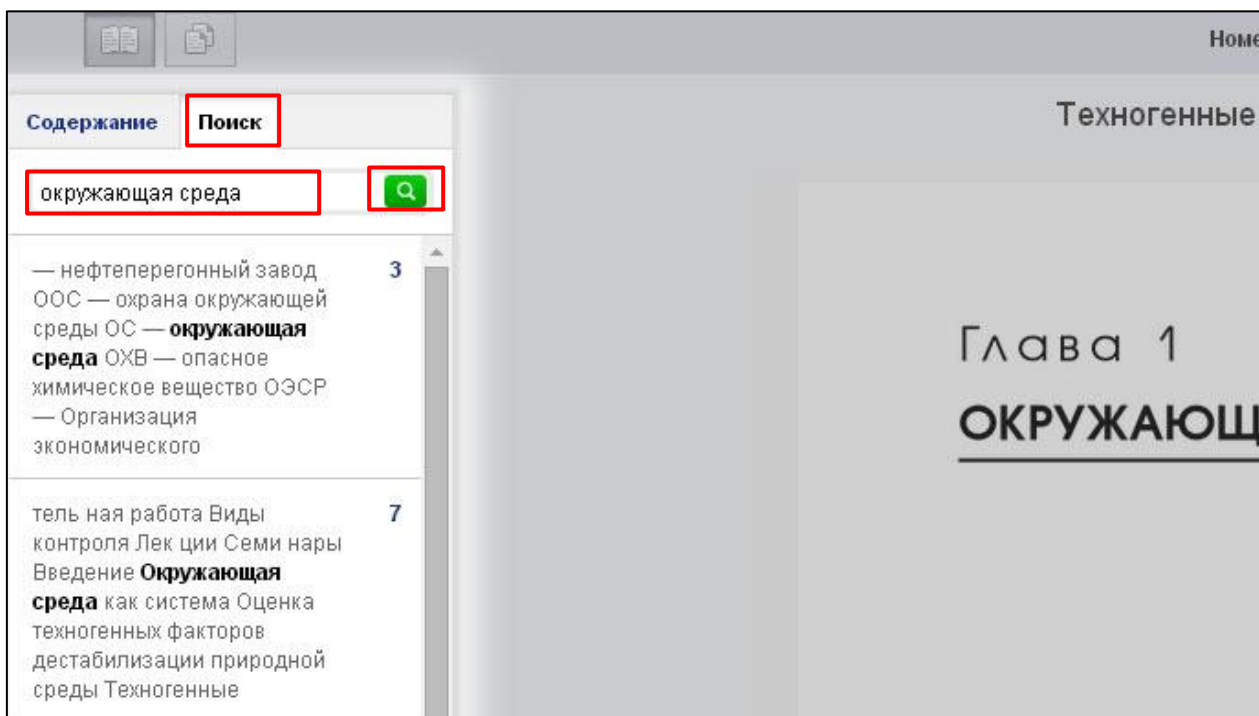 Содержание
Поиск
окружающая среда
— нефтеперегонный завод
ООС — охрана окружающей
среды ОС — окружающая
среда ОХВ — опасное
химическое вещество ОЭСР
— Организация
экономического
3
тель ная работа Виды
контроля Лек ции Семи нары
Введение Окружающая
среда как система Оценка
техногенных факторов
дестабилизации природной
среды Техногенные
7
Номе
Техногенные
Глава 1
ОКРУЖАЮЩ